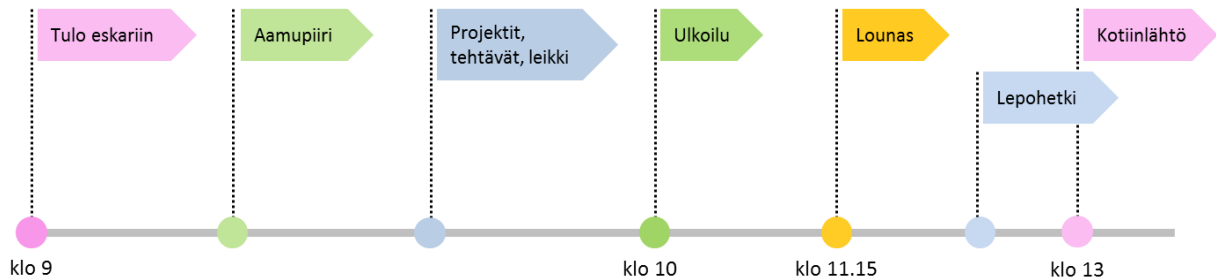 Tulo eskariin
Aamupiiri
Projektit,
tehtävät, leikki
Ulkoilu
Lounas
Kotiinlähtö
Lepohetki
klo 9
klo 10
klo 11.15
klo 13